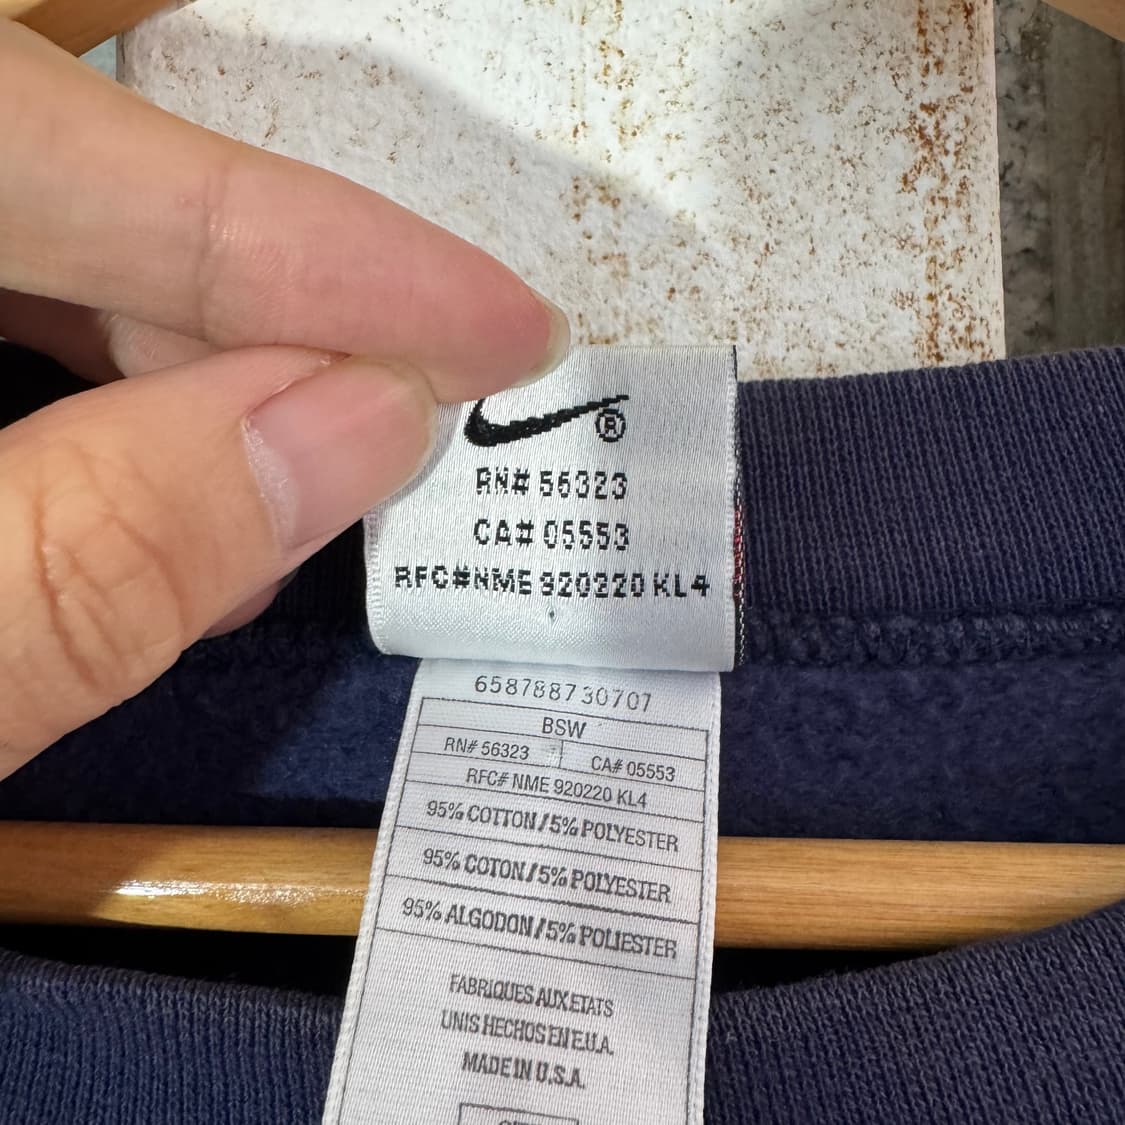 ®
RN# 56323
CA# 05553
RFC#NME 920220 KL4
658788730707
BSW
RN# 56323 CA# 05553
RFC# NME 920220 KL4
95% COTTON/5% POLYESTER
95% COTON/5% POLYESTER
95% ALGODON/5% POLIESTER
FABRIQUES AUX ETATS
UNIS HECHOS EN E.U.A.
MADE IN U.S.A.